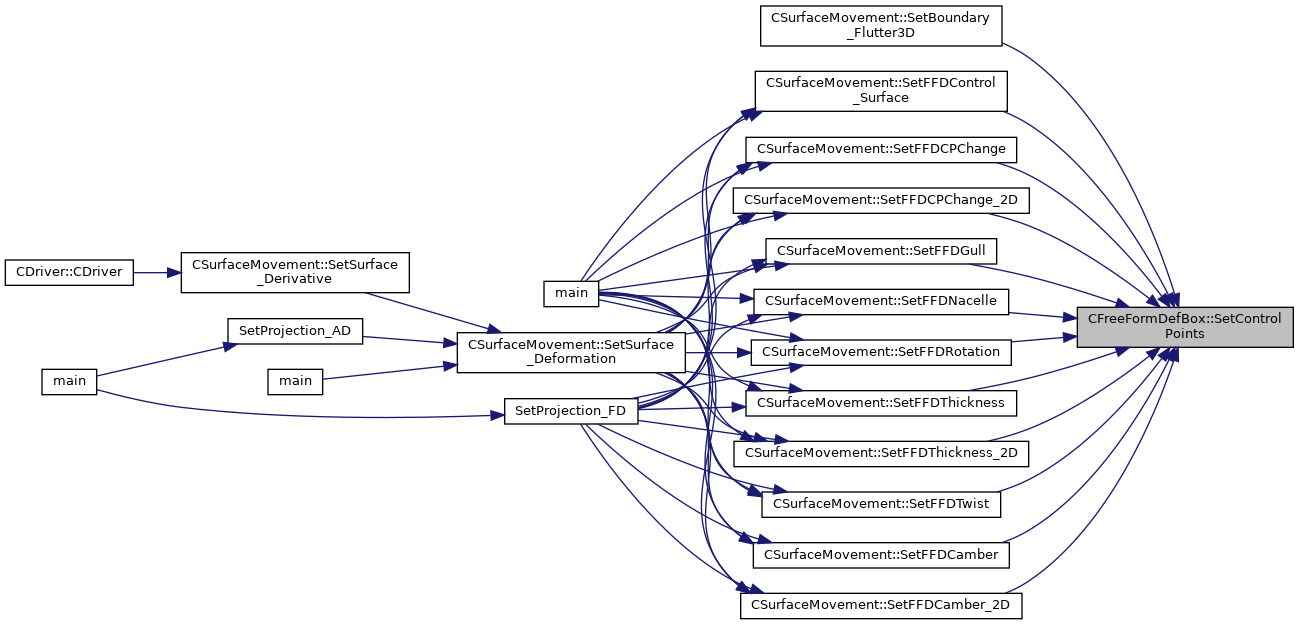 CSurfaceMovement::SetBoundary
_Flutter3D
CSurfaceMovement::SetFFDControl
_Surface
CSurfaceMovement::SetFFDCPChange
CSurfaceMovement::SetFFDCPChange_2D
CSurfaceMovement::SetFFDGull
CSurfaceMovement::SetSurface
_Derivative
CDriver::CDriver
main
CSurfaceMovement::SetFFDNacelle
CFreeFormDefBox::SetControl
Points
SetProjection_AD
CSurfaceMovement::SetSurface
_Deformation
CSurfaceMovement::SetFFDRotation
main
main
CSurfaceMovement::SetFFDThickness
SetProjection_FD
CSurfaceMovement::SetFFDThickness_2D
CSurfaceMovement::SetFFDTwist
CSurfaceMovement::SetFFDCamber
CSurfaceMovement::SetFFDCamber_2D